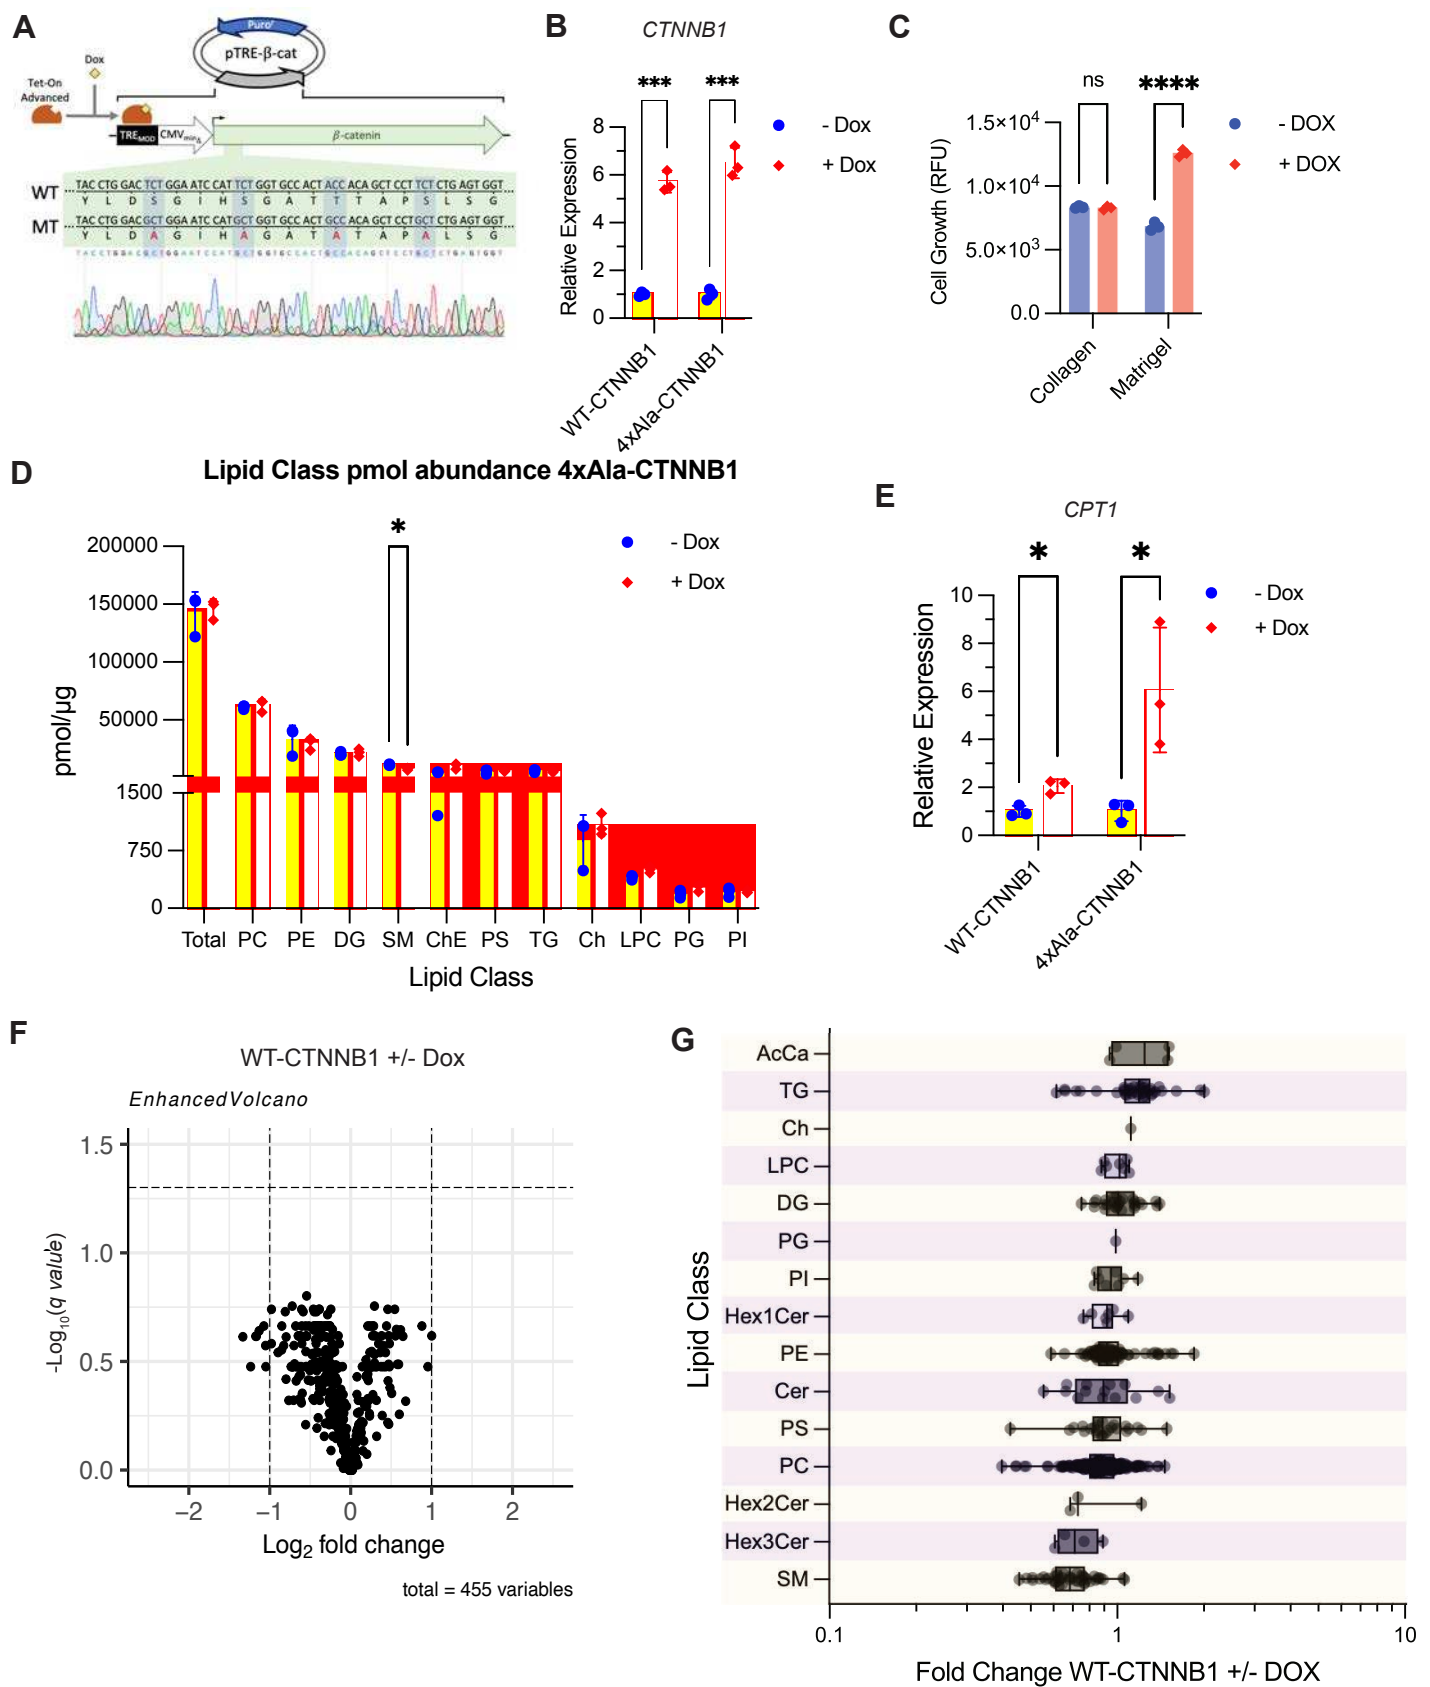 A
Puroʳ
pTRE-β-cat
Dox
Tet-On
Advanced
TREMOD
CMVminΔ
β-catenin
WT
TAC CTG GAC TCT GGA ATC CAT TCT GGT GCC ACT ACC ACA GCT CCT TCT CTG AGT GGT
Y L D S G I H S G A T T T A P S L S G
MT
TAC CTG GAC GCT GGA ATC CAT GCT GGT GCC ACT GCC ACA GCT CCT GCT CTG AGT GGT
Y L D A G I H A G A T A T A P A L S G
TACCTGGACGCTGGAATCCATGCTGGTGCCACTGCCACAGCTCCTGCTCTGAGTGGT
B
CTNNB1
*** ***
- Dox
+ Dox
Relative Expression
8
6
4
2
0
WT-CTNNB1
4xAla-CTNNB1
C
ns ****
- DOX
+ DOX
Cell Growth (RFU)
1.5×10⁴
1.0×10⁴
5.0×10³
0.0
Collagen
Matrigel
D
Lipid Class pmol abundance 4xAla-CTNNB1
*
- Dox
+ Dox
pmol/µg
200000
150000
100000
50000
1500
750
0
Total PC PE DG SM ChE PS TG Ch LPC PG PI
Lipid Class
E
CPT1
* *
- Dox
+ Dox
Relative Expression
10
8
6
4
2
0
WT-CTNNB1
4xAla-CTNNB1
F
WT-CTNNB1 +/- Dox
EnhancedVolcano
-Log₁₀(q value)
1.5
1.0
0.5
0.0
−2 −1 0 1 2
Log₂ fold change
total = 455 variables
G
Lipid Class
AcCa
TG
Ch
LPC
DG
PG
PI
Hex1Cer
PE
Cer
PS
PC
Hex2Cer
Hex3Cer
SM
0.1 1 10
Fold Change WT-CTNNB1 +/- DOX